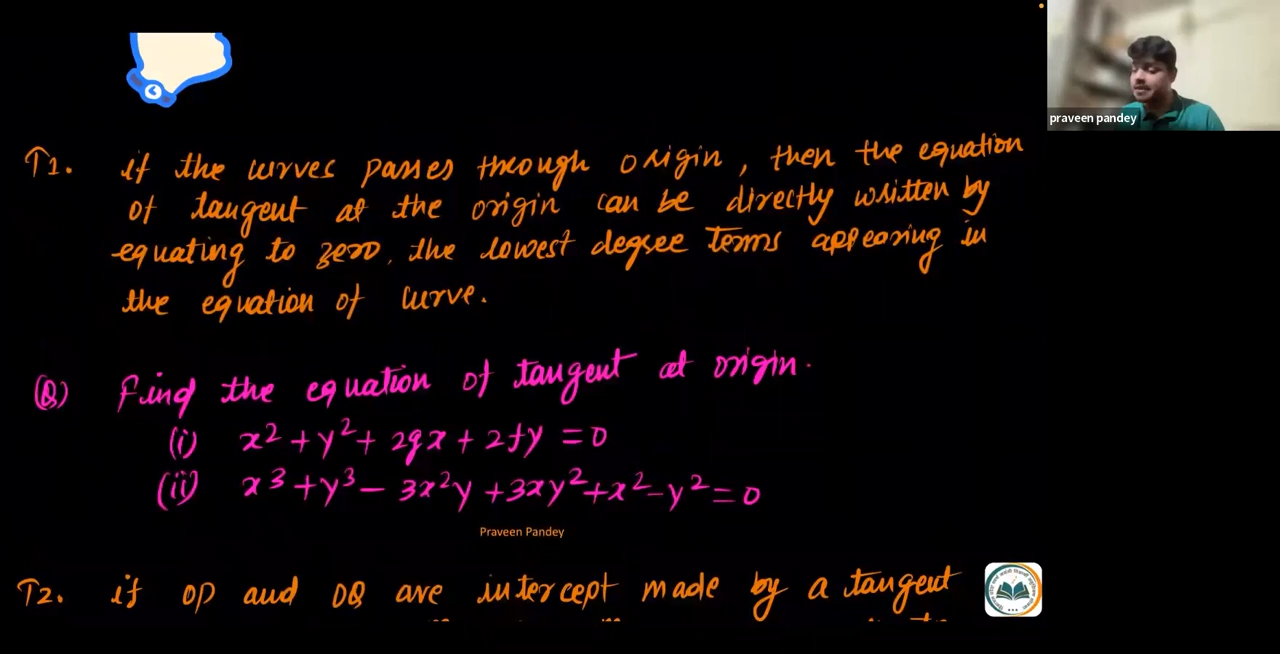 praveen pandey
T1. if the curves passes through origin, then the equation
of tangent at the origin can be directly written by
equating to zero, the lowest degree terms appearing in
the equation of curve.
(Q) Find the equation of tangent at origin.
(i) x² + y² + 2gx + 2fy = 0
(ii) x³ + y³ - 3x²y + 3xy² + x² - y² = 0
Praveen Pandey
T2. if OP and OQ are intercept made by a tangent